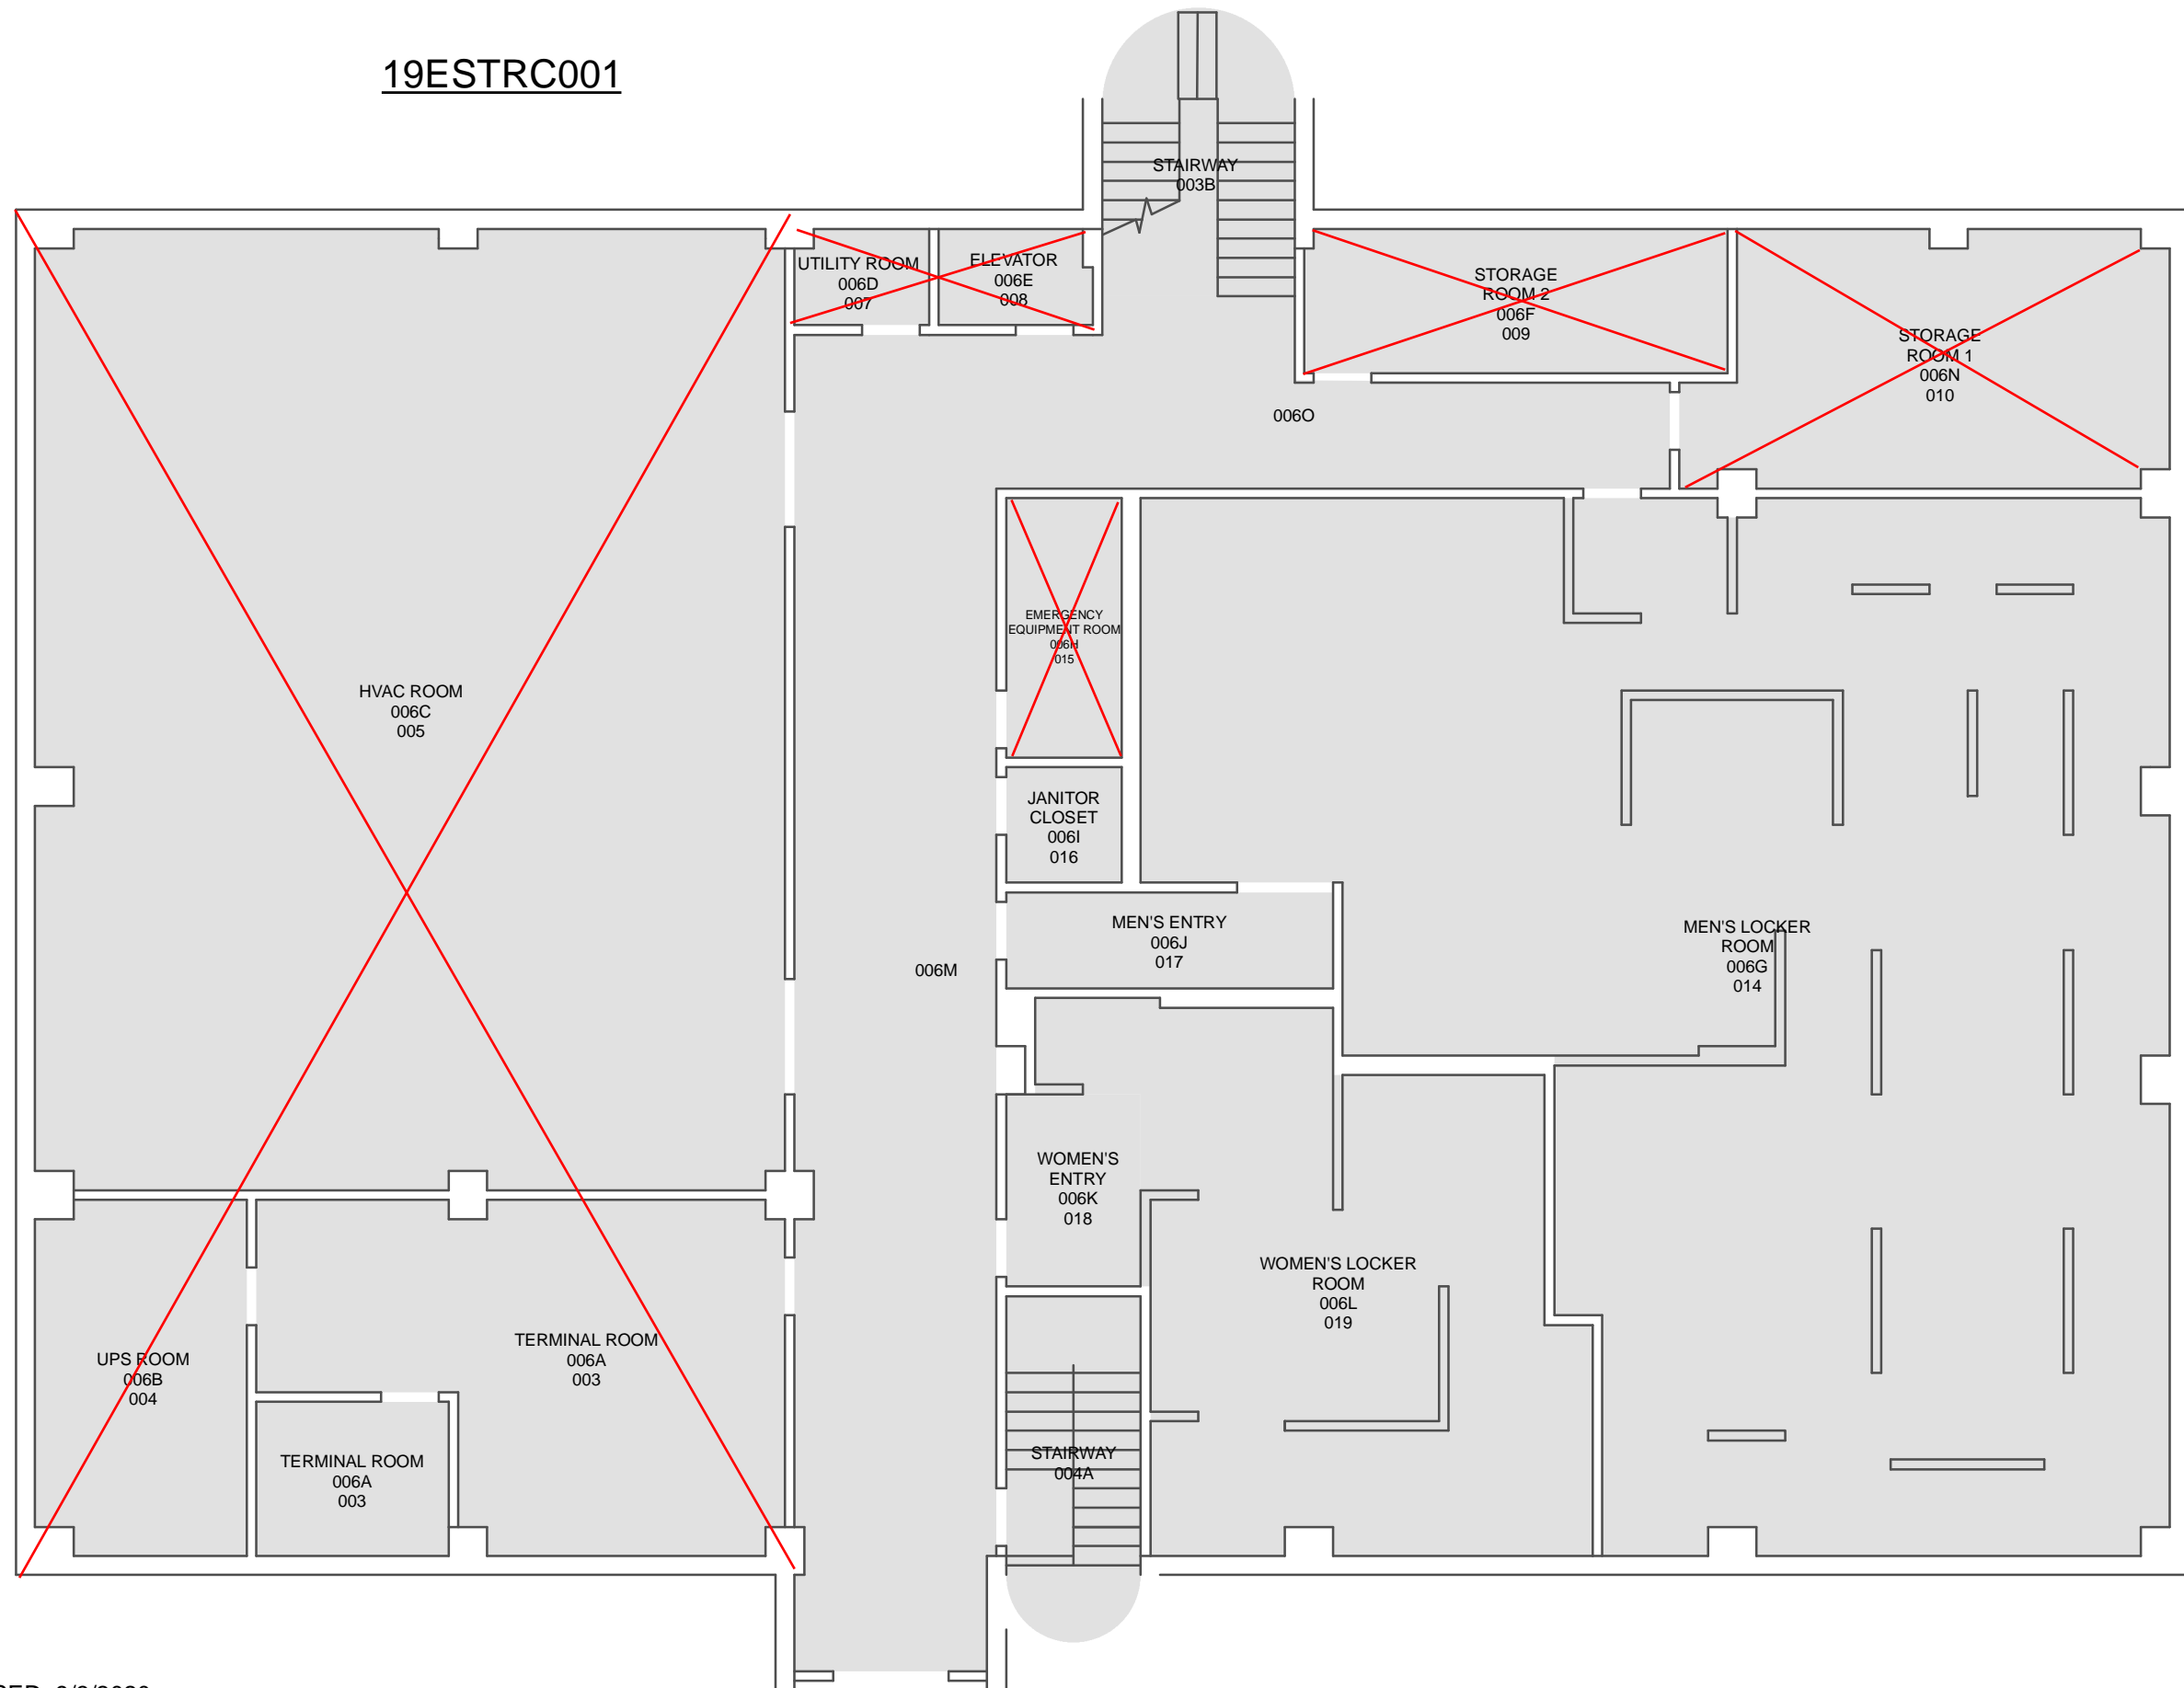 19ESTRC001
STAIRWAY
003B
UTILITY ROOM
006D
007
ELEVATOR
006E
008
STORAGE
ROOM 2
006F
009
STORAGE
ROOM 1
006N
010
006O
EMERGENCY
EQUIPMENT ROOM
006H
015
HVAC ROOM
006C
005
JANITOR
CLOSET
006I
016
MEN'S ENTRY
006J
017
MEN'S LOCKER
ROOM
006G
014
006M
WOMEN'S
ENTRY
006K
018
WOMEN'S LOCKER
ROOM
006L
019
TERMINAL ROOM
006A
003
UPS ROOM
006B
004
TERMINAL ROOM
006A
003
STAIRWAY
004A